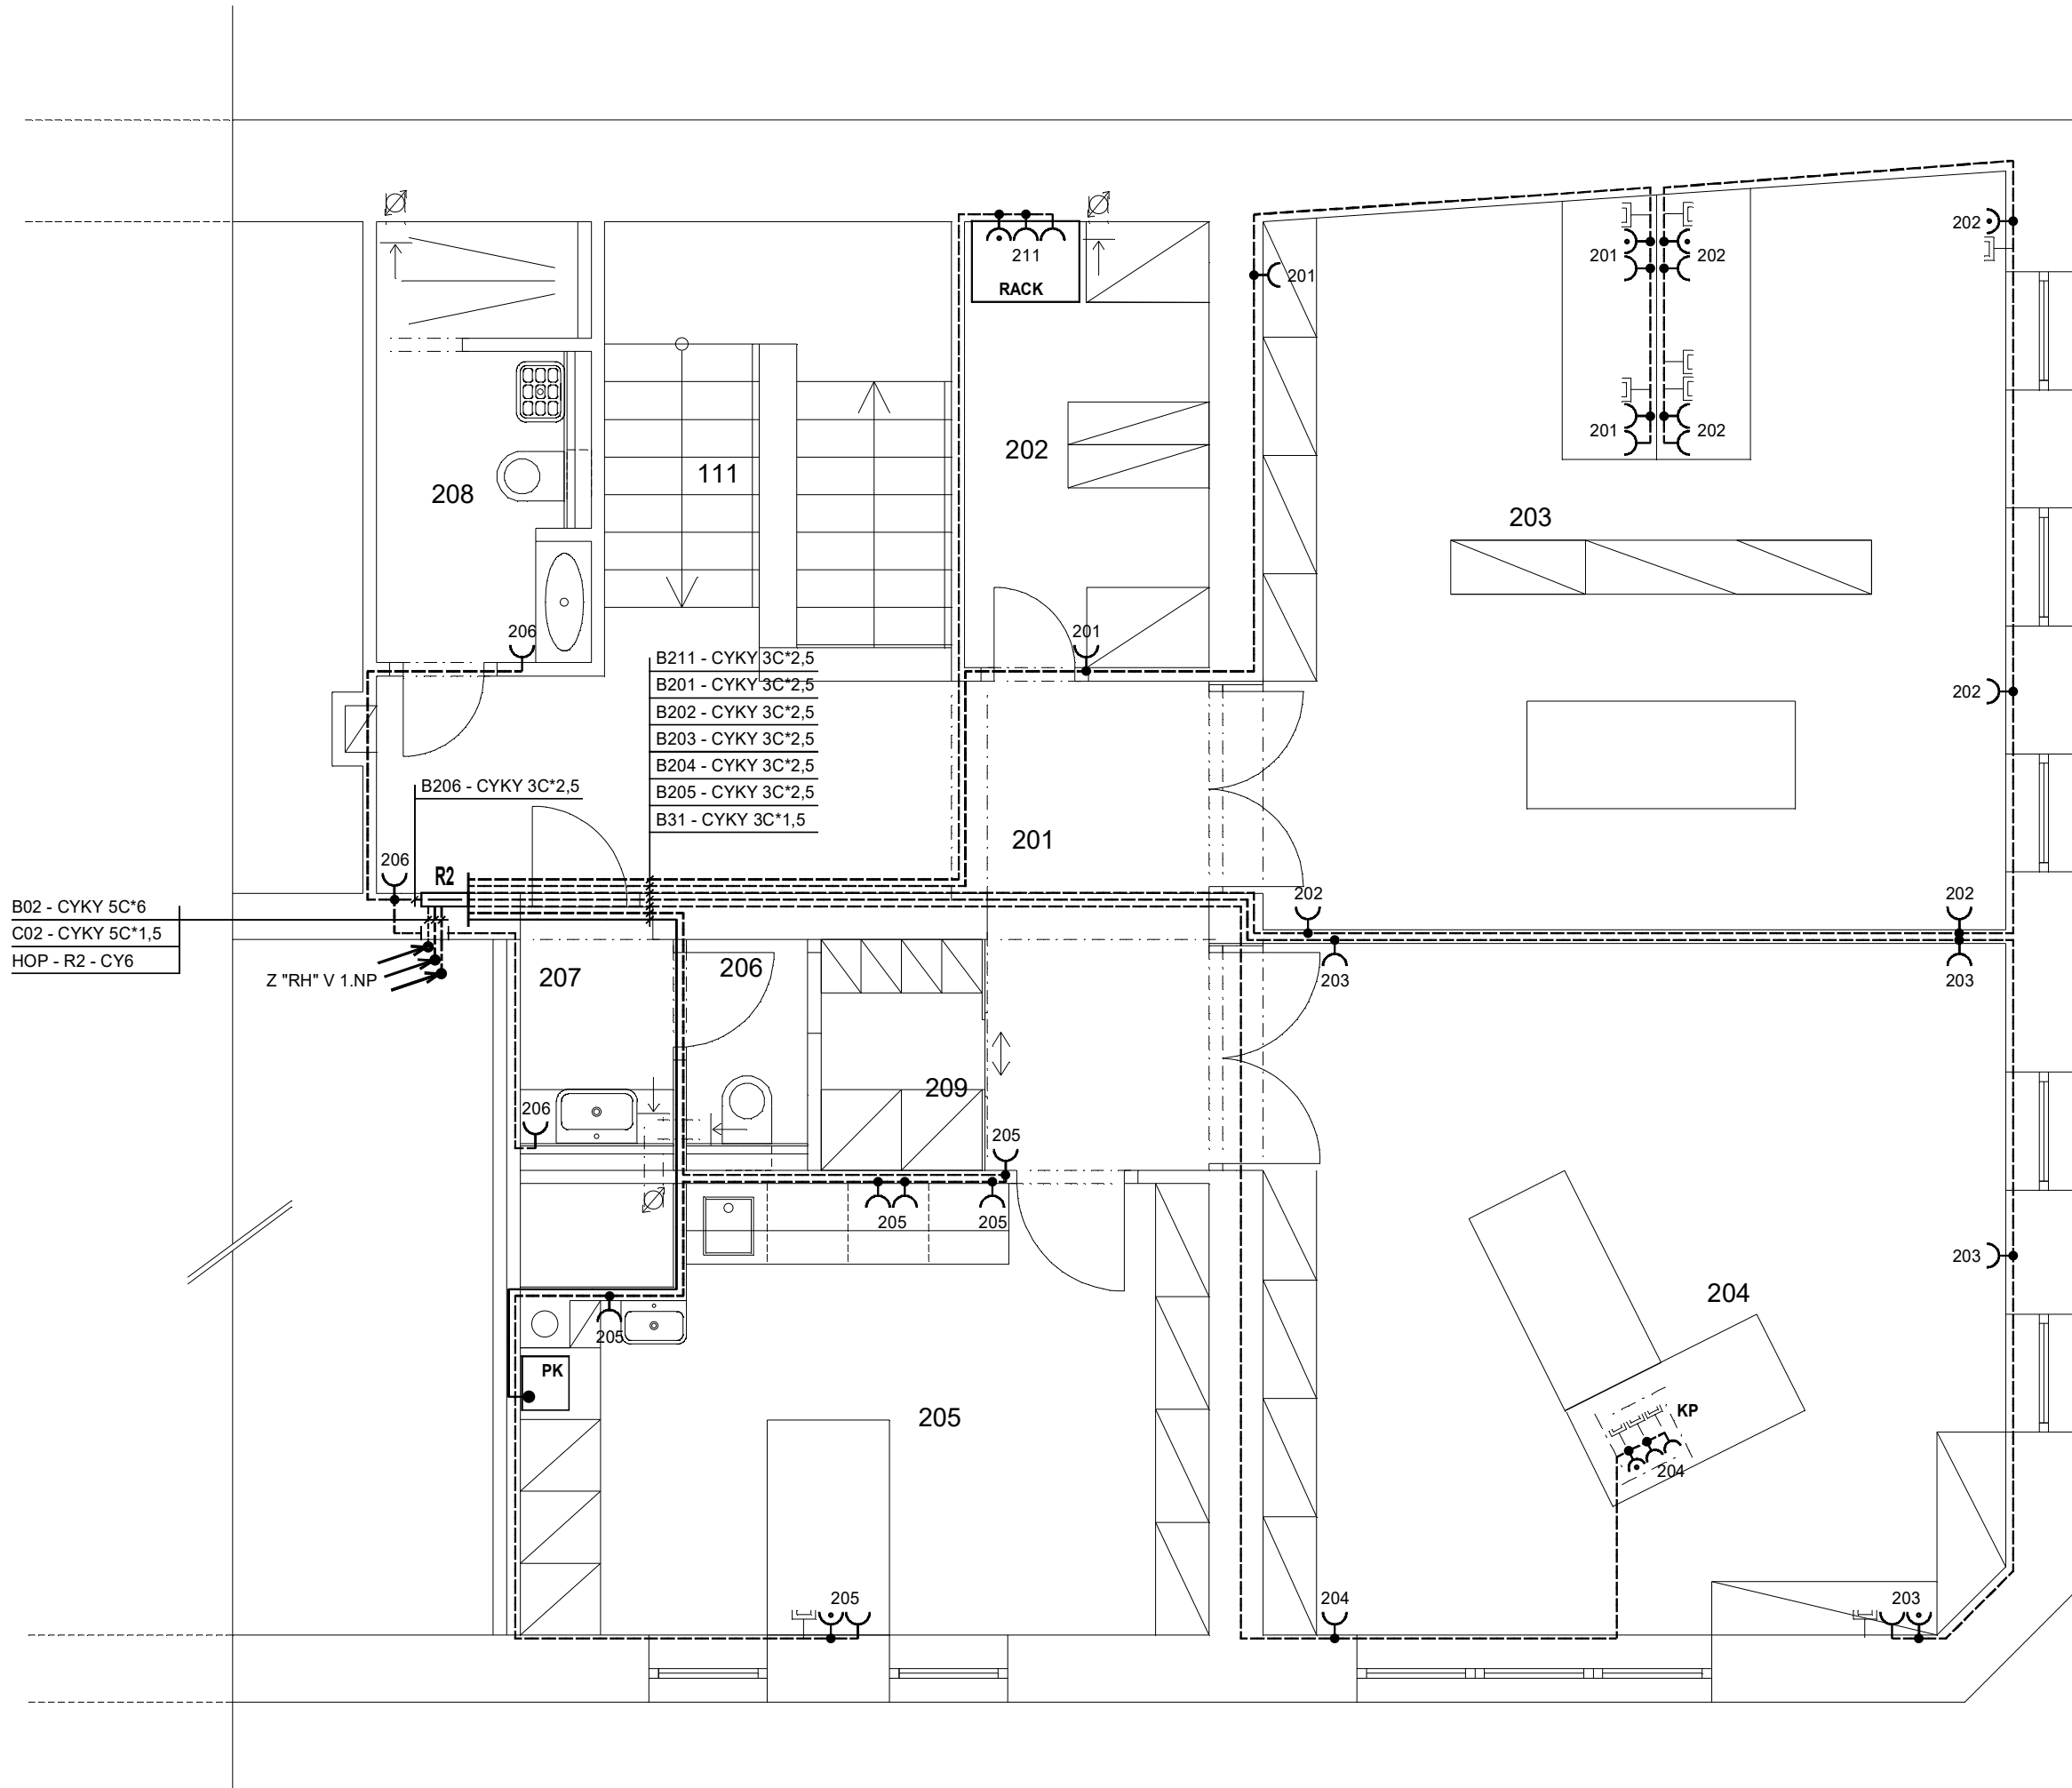 202
201
202
211
RACK
201
201
202
202
111
203
208
206
201
B211 - CYKY 3C*2,5
B201 - CYKY 3C*2,5
B202 - CYKY 3C*2,5
B203 - CYKY 3C*2,5
B204 - CYKY 3C*2,5
B205 - CYKY 3C*2,5
B31 - CYKY 3C*1,5
202
B206 - CYKY 3C*2,5
201
206
R2
202
202
B02 - CYKY 5C*6
C02 - CYKY 5C*1,5
HOP - R2 - CY6
Z "RH" V 1.NP
207
206
203
203
209
206
205
205
205
203
204
205
PK
205
KP
204
205
204
203